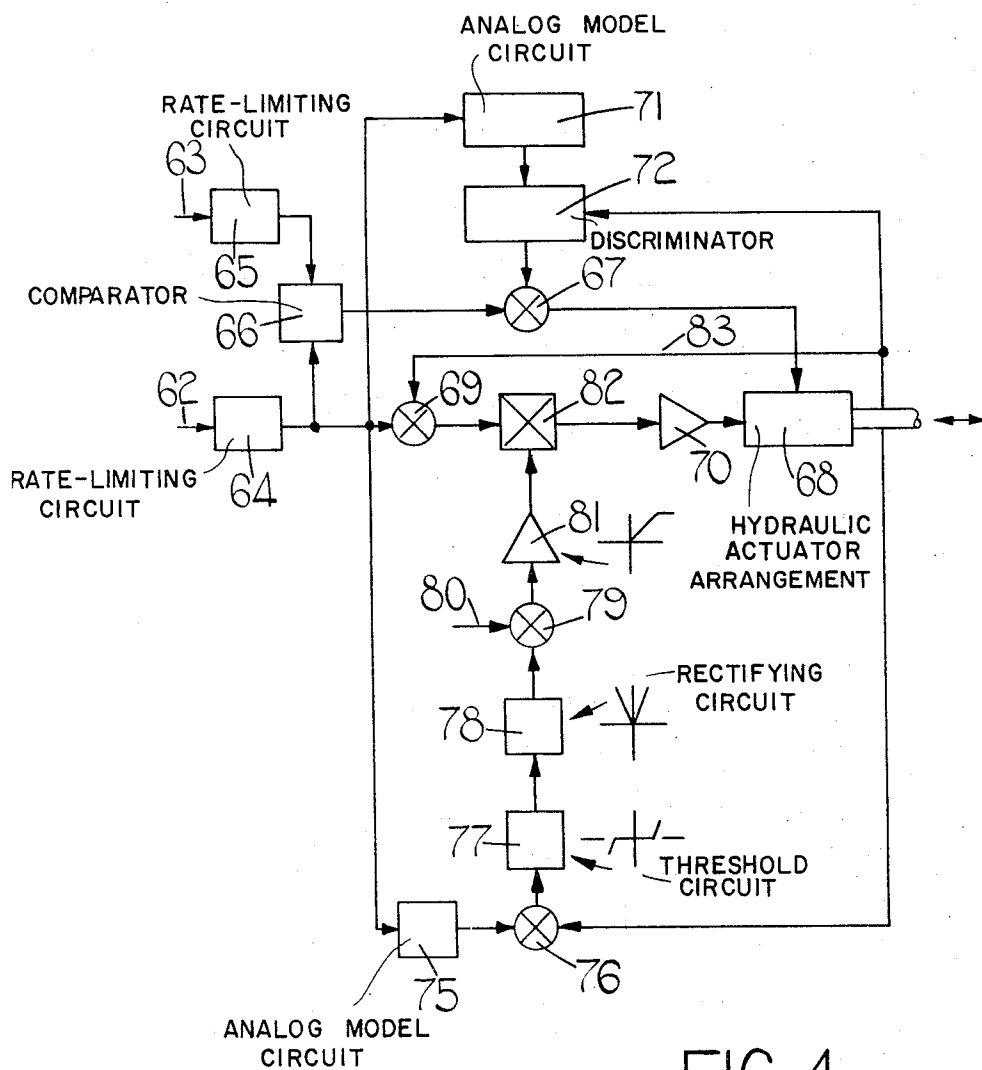 ANALOG MODEL
CIRCUIT
71
RATE-LIMITING
CIRCUIT
63
65
72
DISCRIMINATOR
67
COMPARATOR
66
83
62
69
82
70
68
64
RATE-LIMITING
CIRCUIT
HYDRAULIC
ACTUATOR
ARRANGEMENT
81
80
79
RECTIFYING
CIRCUIT
78
77
THRESHOLD
CIRCUIT
75
76
ANALOG MODEL
CIRCUIT
FIG. 4